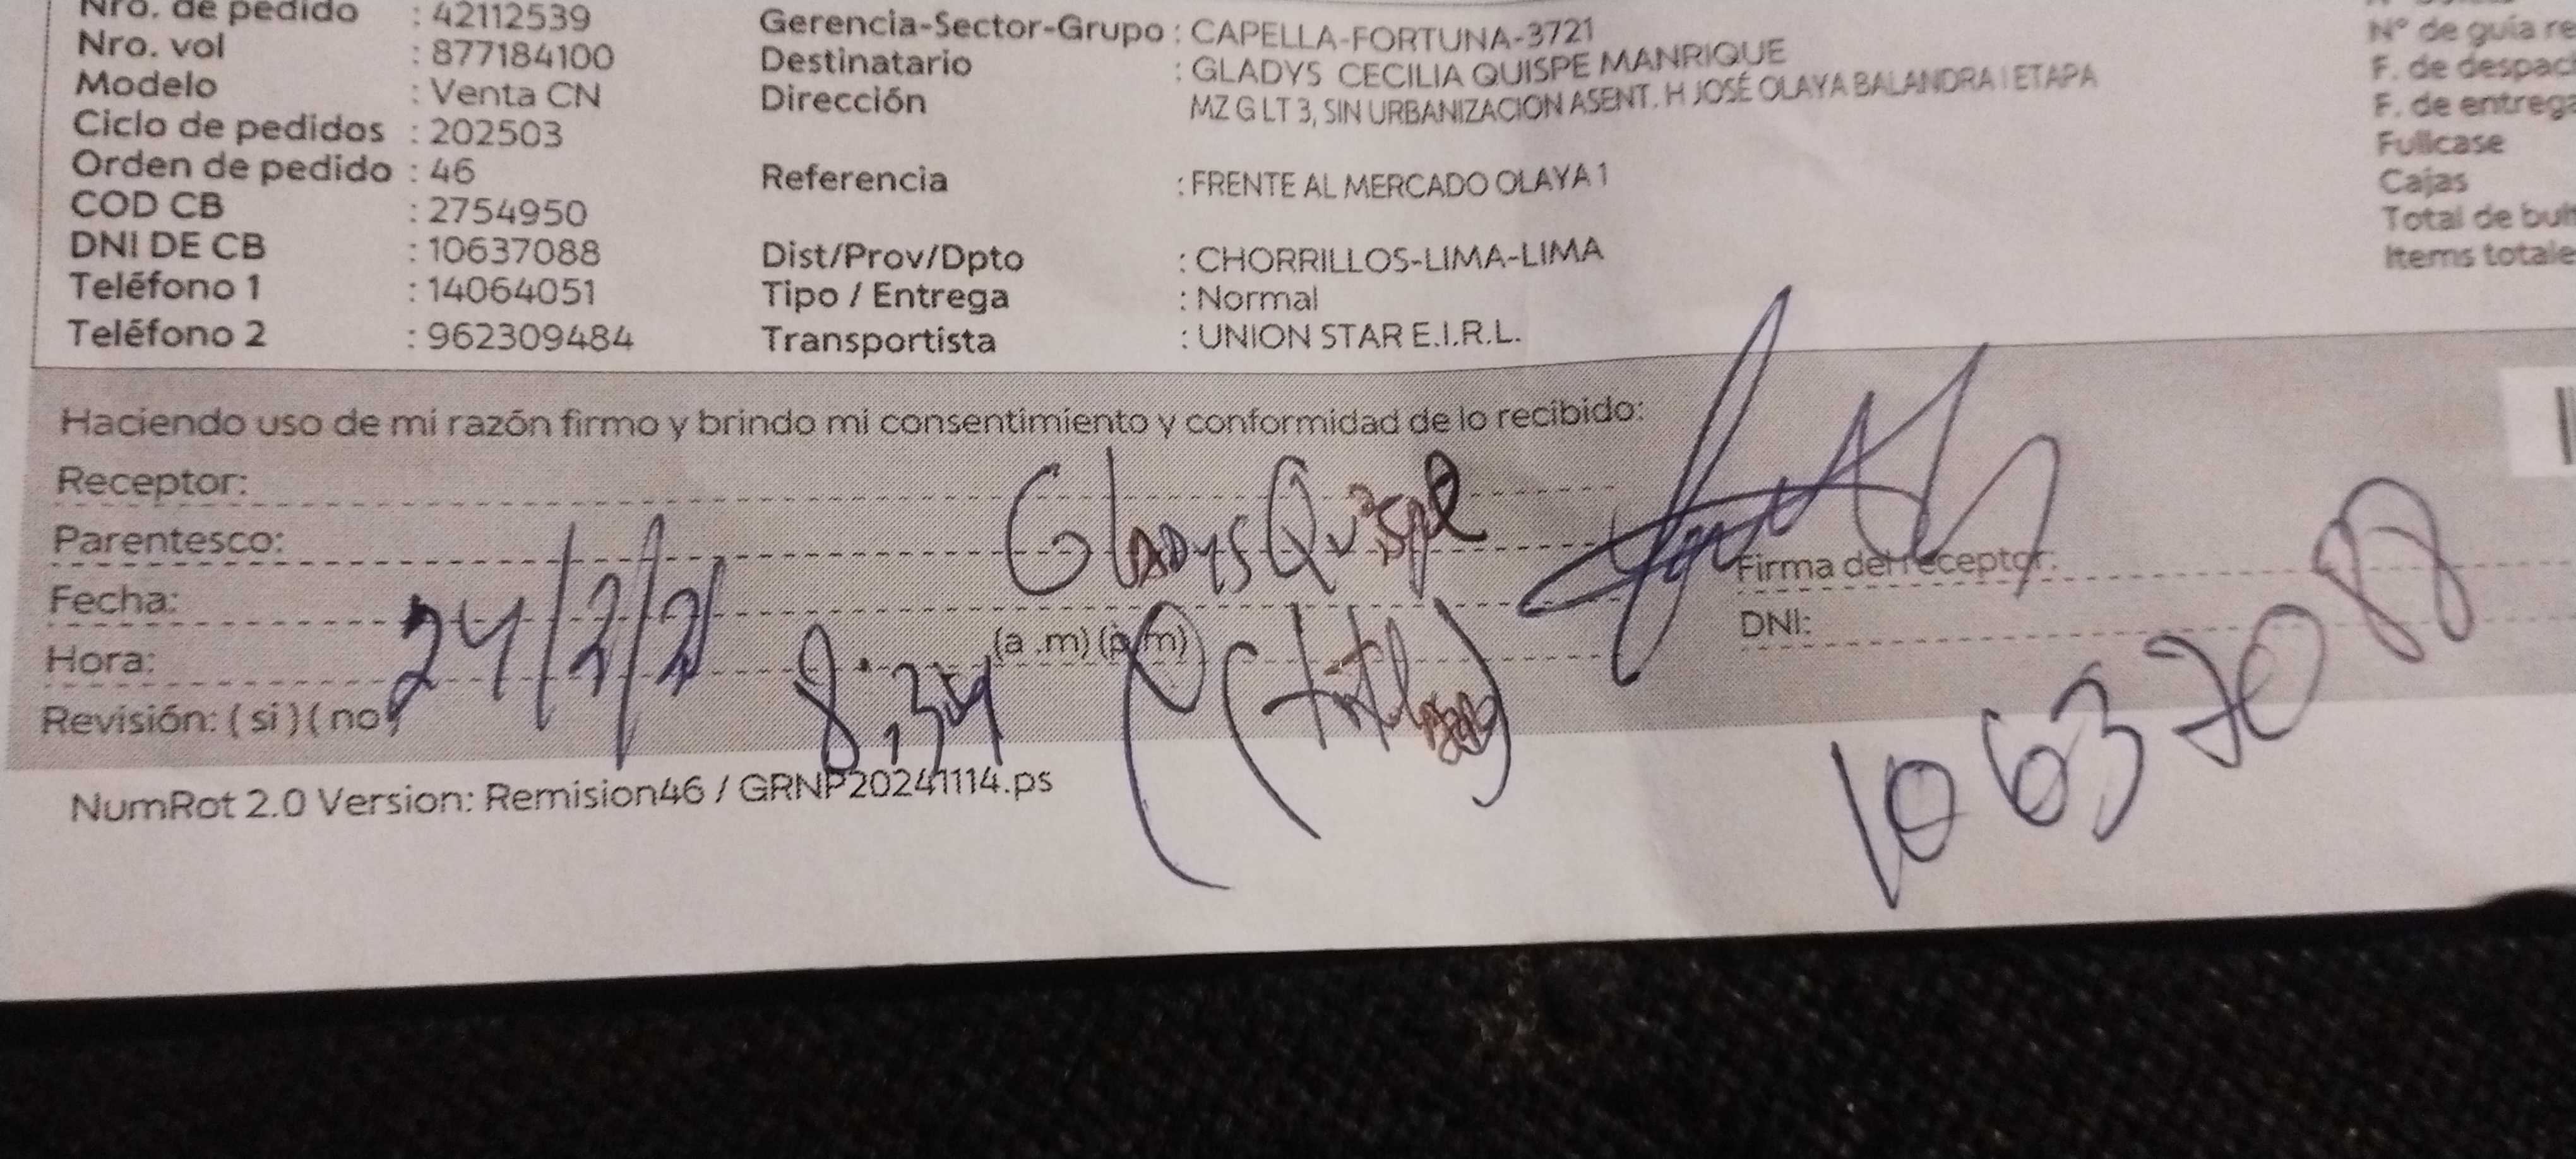 Nro. de pedido : 42112539
Nro. vol : 877184100
Modelo : Venta CN
Ciclo de pedidos : 202503
Orden de pedido : 46
COD CB : 2754950
DNI DE CB : 10637088
Teléfono 1 : 14064051
Teléfono 2 : 962309484
Gerencia-Sector-Grupo : CAPELLA-FORTUNA-3721
Destinatario : GLADYS CECILIA QUISPE MANRIQUE
Dirección MZ G LT 3, SIN URBANIZACION ASENT. H JOSÉ OLAYA BALANDRA I ETAPA
Referencia : FRENTE AL MERCADO OLAYA 1
Dist/Prov/Dpto : CHORRILLOS-LIMA-LIMA
Tipo / Entrega : Normal
Transportista : UNION STAR E.I.R.L.
N° de guía re
F. de despac
F. de entrega
Fullcase
Cajas
Total de bul
Items totale
Haciendo uso de mi razón firmo y brindo mi consentimiento y conformidad de lo recibido:
Receptor: Gladys Quispe
Parentesco: (titular)
Fecha: 24/2/2
Hora: 8:34 (a .m) (p.m)
Revisión: ( si ) ( no )
Firma del receptor:
DNI: 10637088
NumRot 2.0 Version: Remision46 / GRNP20241114.ps